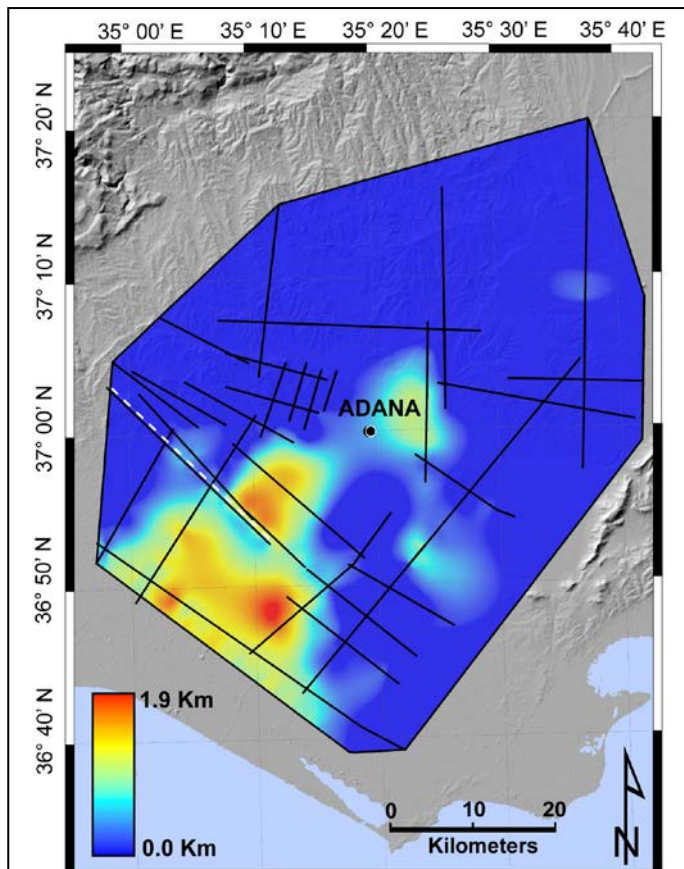 35° 00’ E 35° 10’ E 35° 20’ E 35° 30’ E 35° 40’ E
37° 20’ N
37° 10’ N
37° 00’ N
36° 50’ N
36° 40’ N
ADANA
1.9 Km
0.0 Km
0 10 20
Kilometers
N